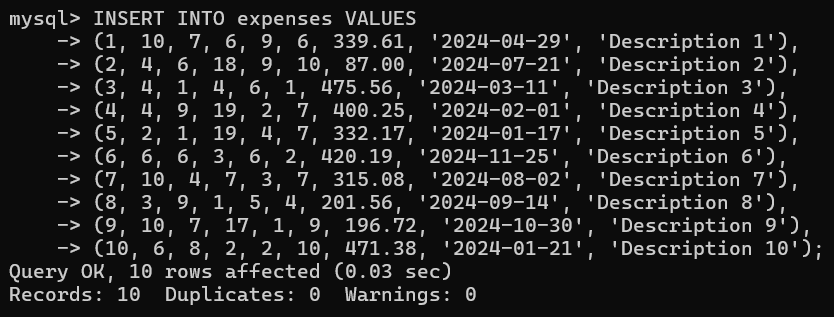 mysql> INSERT INTO expenses VALUES
    -> (1, 10, 7, 6, 9, 6, 339.61, '2024-04-29', 'Description 1'),
    -> (2, 4, 6, 18, 9, 10, 87.00, '2024-07-21', 'Description 2'),
    -> (3, 4, 1, 4, 6, 1, 475.56, '2024-03-11', 'Description 3'),
    -> (4, 4, 9, 19, 2, 7, 400.25, '2024-02-01', 'Description 4'),
    -> (5, 2, 1, 19, 4, 7, 332.17, '2024-01-17', 'Description 5'),
    -> (6, 6, 6, 3, 6, 2, 420.19, '2024-11-25', 'Description 6'),
    -> (7, 10, 4, 7, 3, 7, 315.08, '2024-08-02', 'Description 7'),
    -> (8, 3, 9, 1, 5, 4, 201.56, '2024-09-14', 'Description 8'),
    -> (9, 10, 7, 17, 1, 9, 196.72, '2024-10-30', 'Description 9'),
    -> (10, 6, 8, 2, 2, 10, 471.38, '2024-01-21', 'Description 10');
Query OK, 10 rows affected (0.03 sec)
Records: 10  Duplicates: 0  Warnings: 0